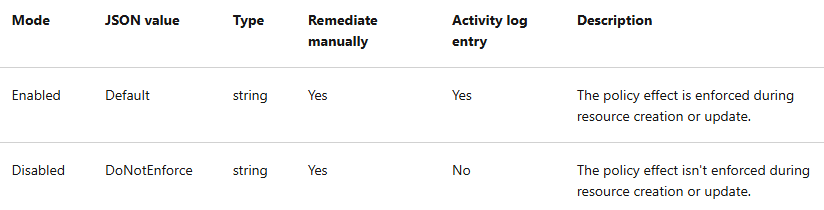 Mode JSON value Type Remediate manually Activity log entry Description
Enabled Default string Yes Yes The policy effect is enforced during resource creation or update.
Disabled DoNotEnforce string Yes No The policy effect isn't enforced during resource creation or update.